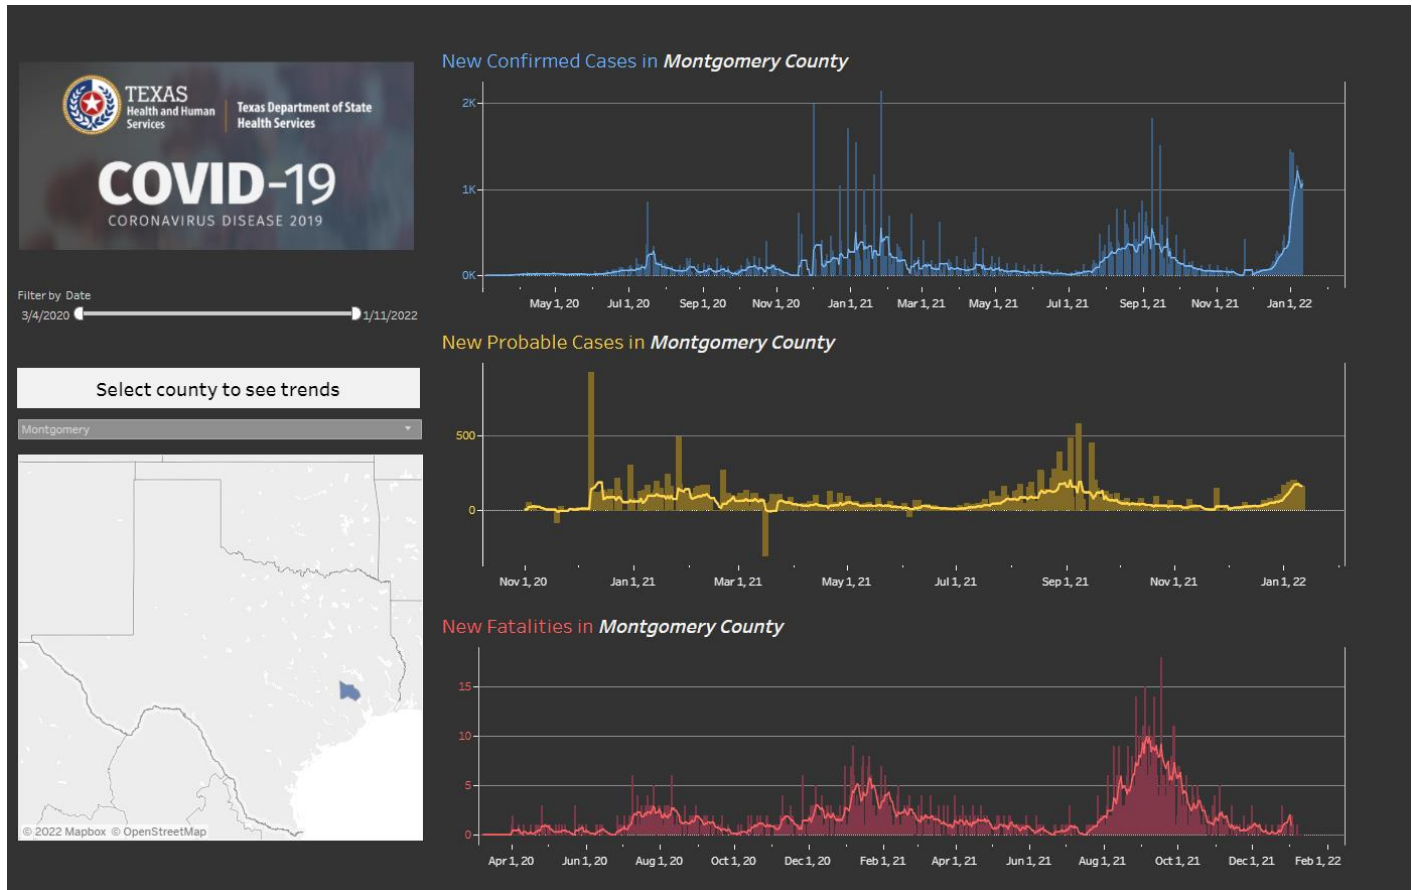 TEXAS
Health and Human
Services
Texas Department of State
Health Services
COVID-19
CORONAVIRUS DISEASE 2019
Filter by Date
3/4/2020 1/11/2022
Select county to see trends
Montgomery
© 2022 Mapbox © OpenStreetMap
New Confirmed Cases in Montgomery County
2K
1K
0K
May 1, 20 Jul 1, 20 Sep 1, 20 Nov 1, 20 Jan 1, 21 Mar 1, 21 May 1, 21 Jul 1, 21 Sep 1, 21 Nov 1, 21 Jan 1, 22
New Probable Cases in Montgomery County
500
0
Nov 1, 20 Jan 1, 21 Mar 1, 21 May 1, 21 Jul 1, 21 Sep 1, 21 Nov 1, 21 Jan 1, 22
New Fatalities in Montgomery County
15
10
5
0
Apr 1, 20 Jun 1, 20 Aug 1, 20 Oct 1, 20 Dec 1, 20 Feb 1, 21 Apr 1, 21 Jun 1, 21 Aug 1, 21 Oct 1, 21 Dec 1, 21 Feb 1, 22